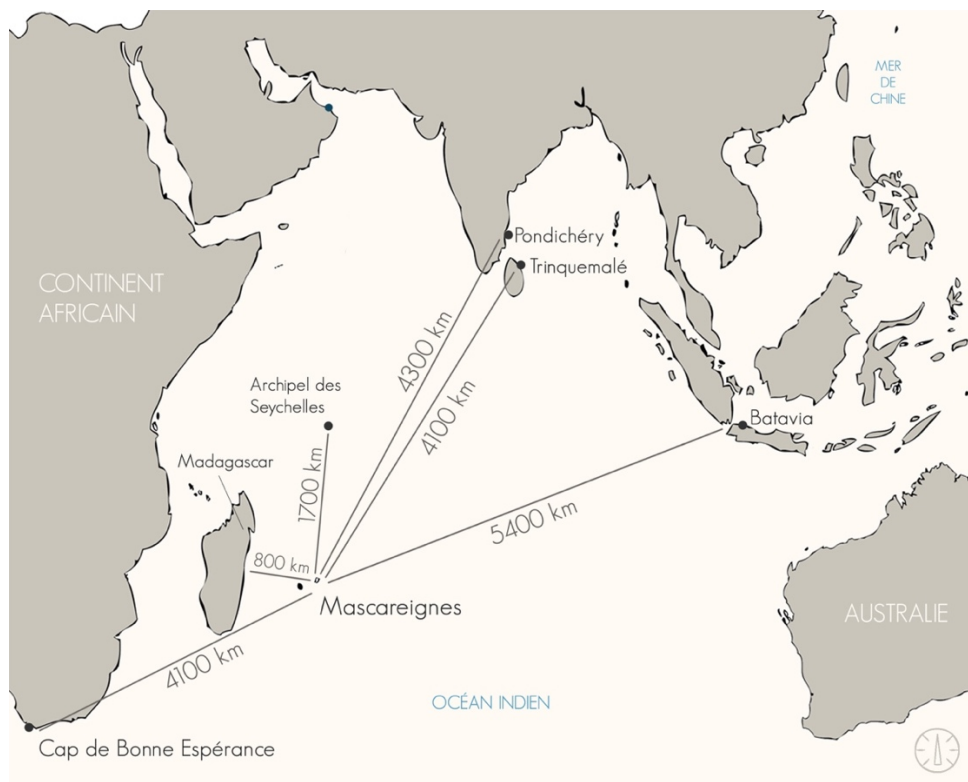 MER
DE
CHINE
Pondichéry
Trinquemalé
CONTINENT
AFRICAIN
4300 km
4100 km
Archipel des
Seychelles
Batavia
Madagascar
1700 km
5400 km
800 km
Mascareignes
AUSTRALIE
4100 km
OCÉAN INDIEN
Cap de Bonne Espérance